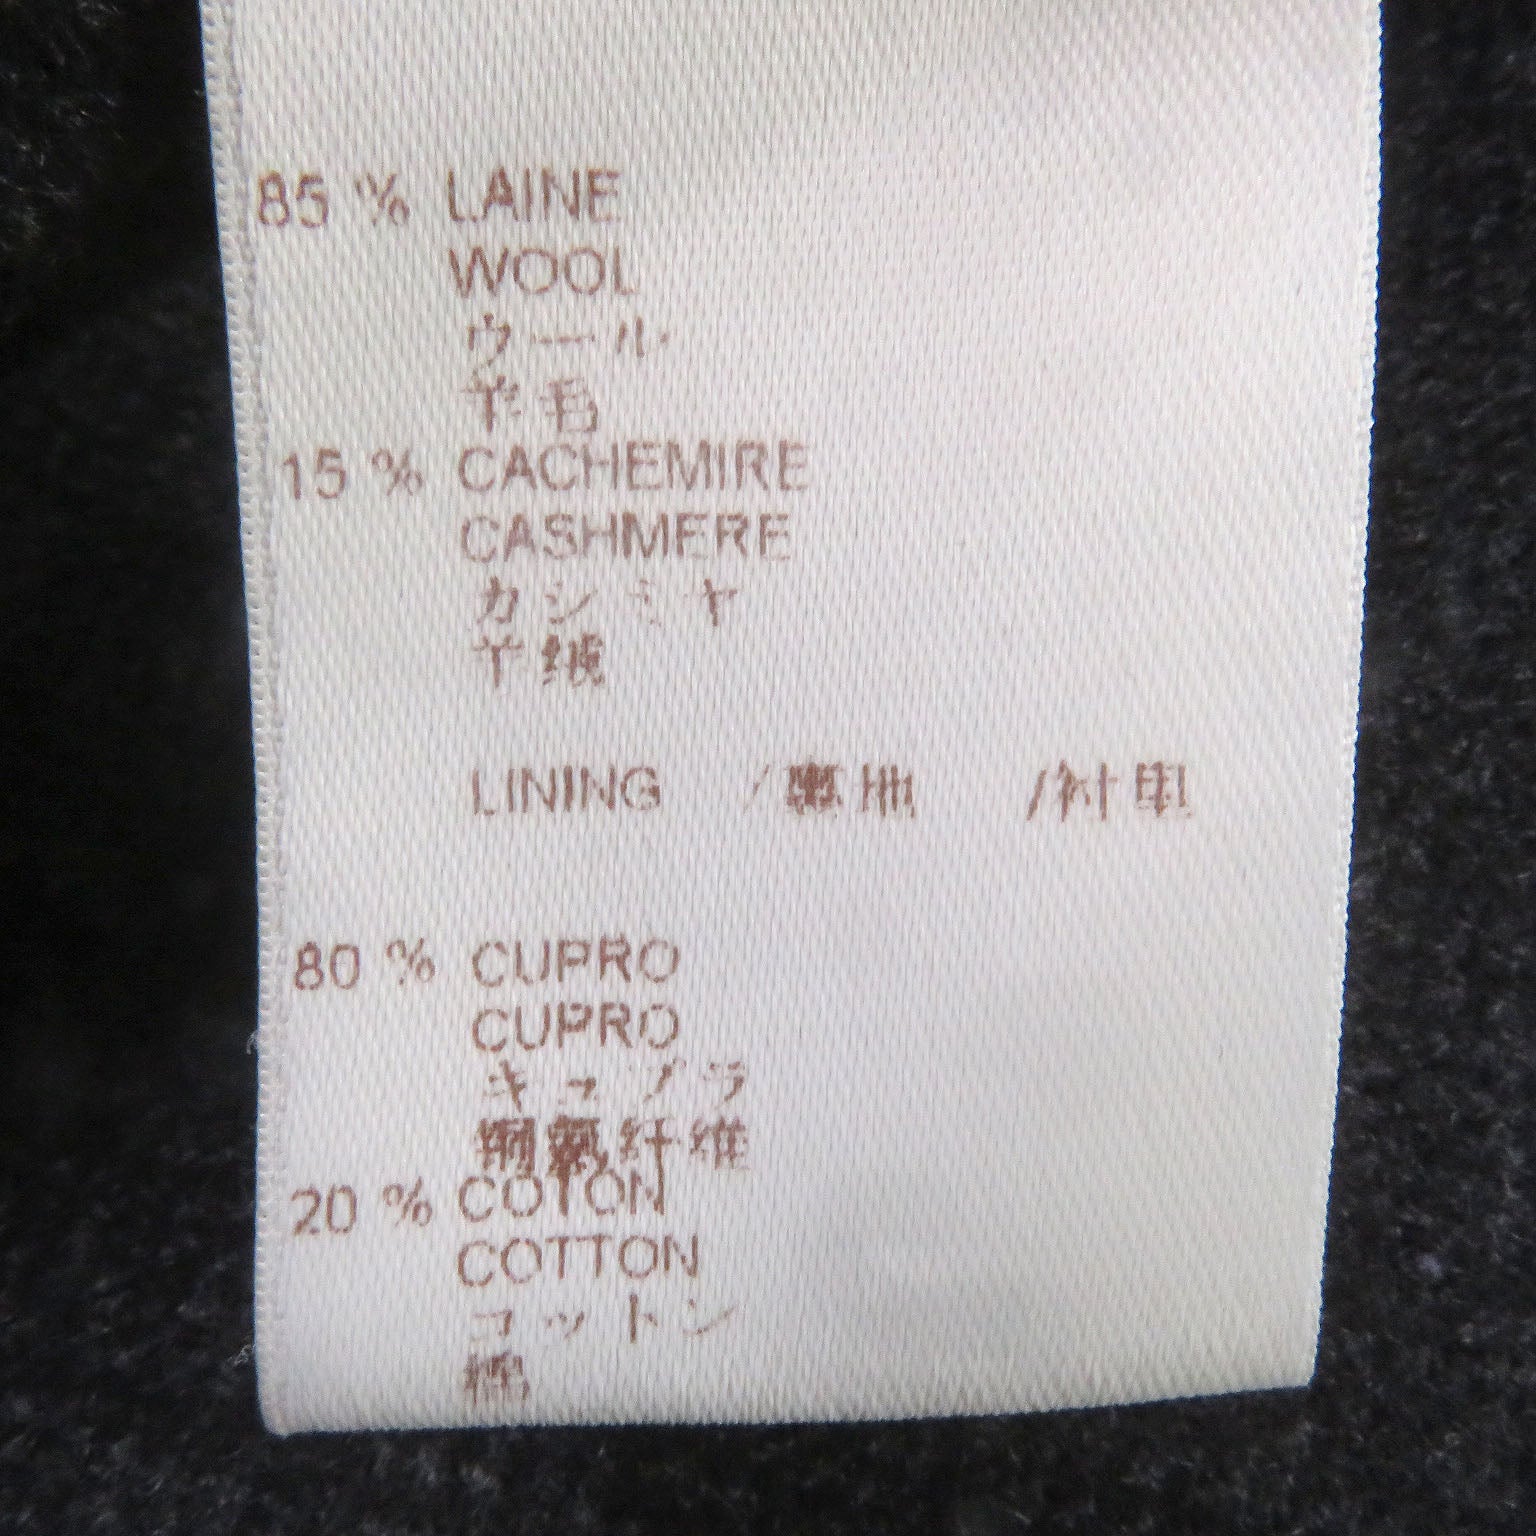 85 % LAINE
WOOL
ウール
羊毛
15 % CACHEMIRE
CASHMERE
カシミヤ
羊绒
LINING /裏地 /衬里
80 % CUPRO
CUPRO
キュプラ
铜氨纤维
20 % COTON
COTTON
コットン
棉